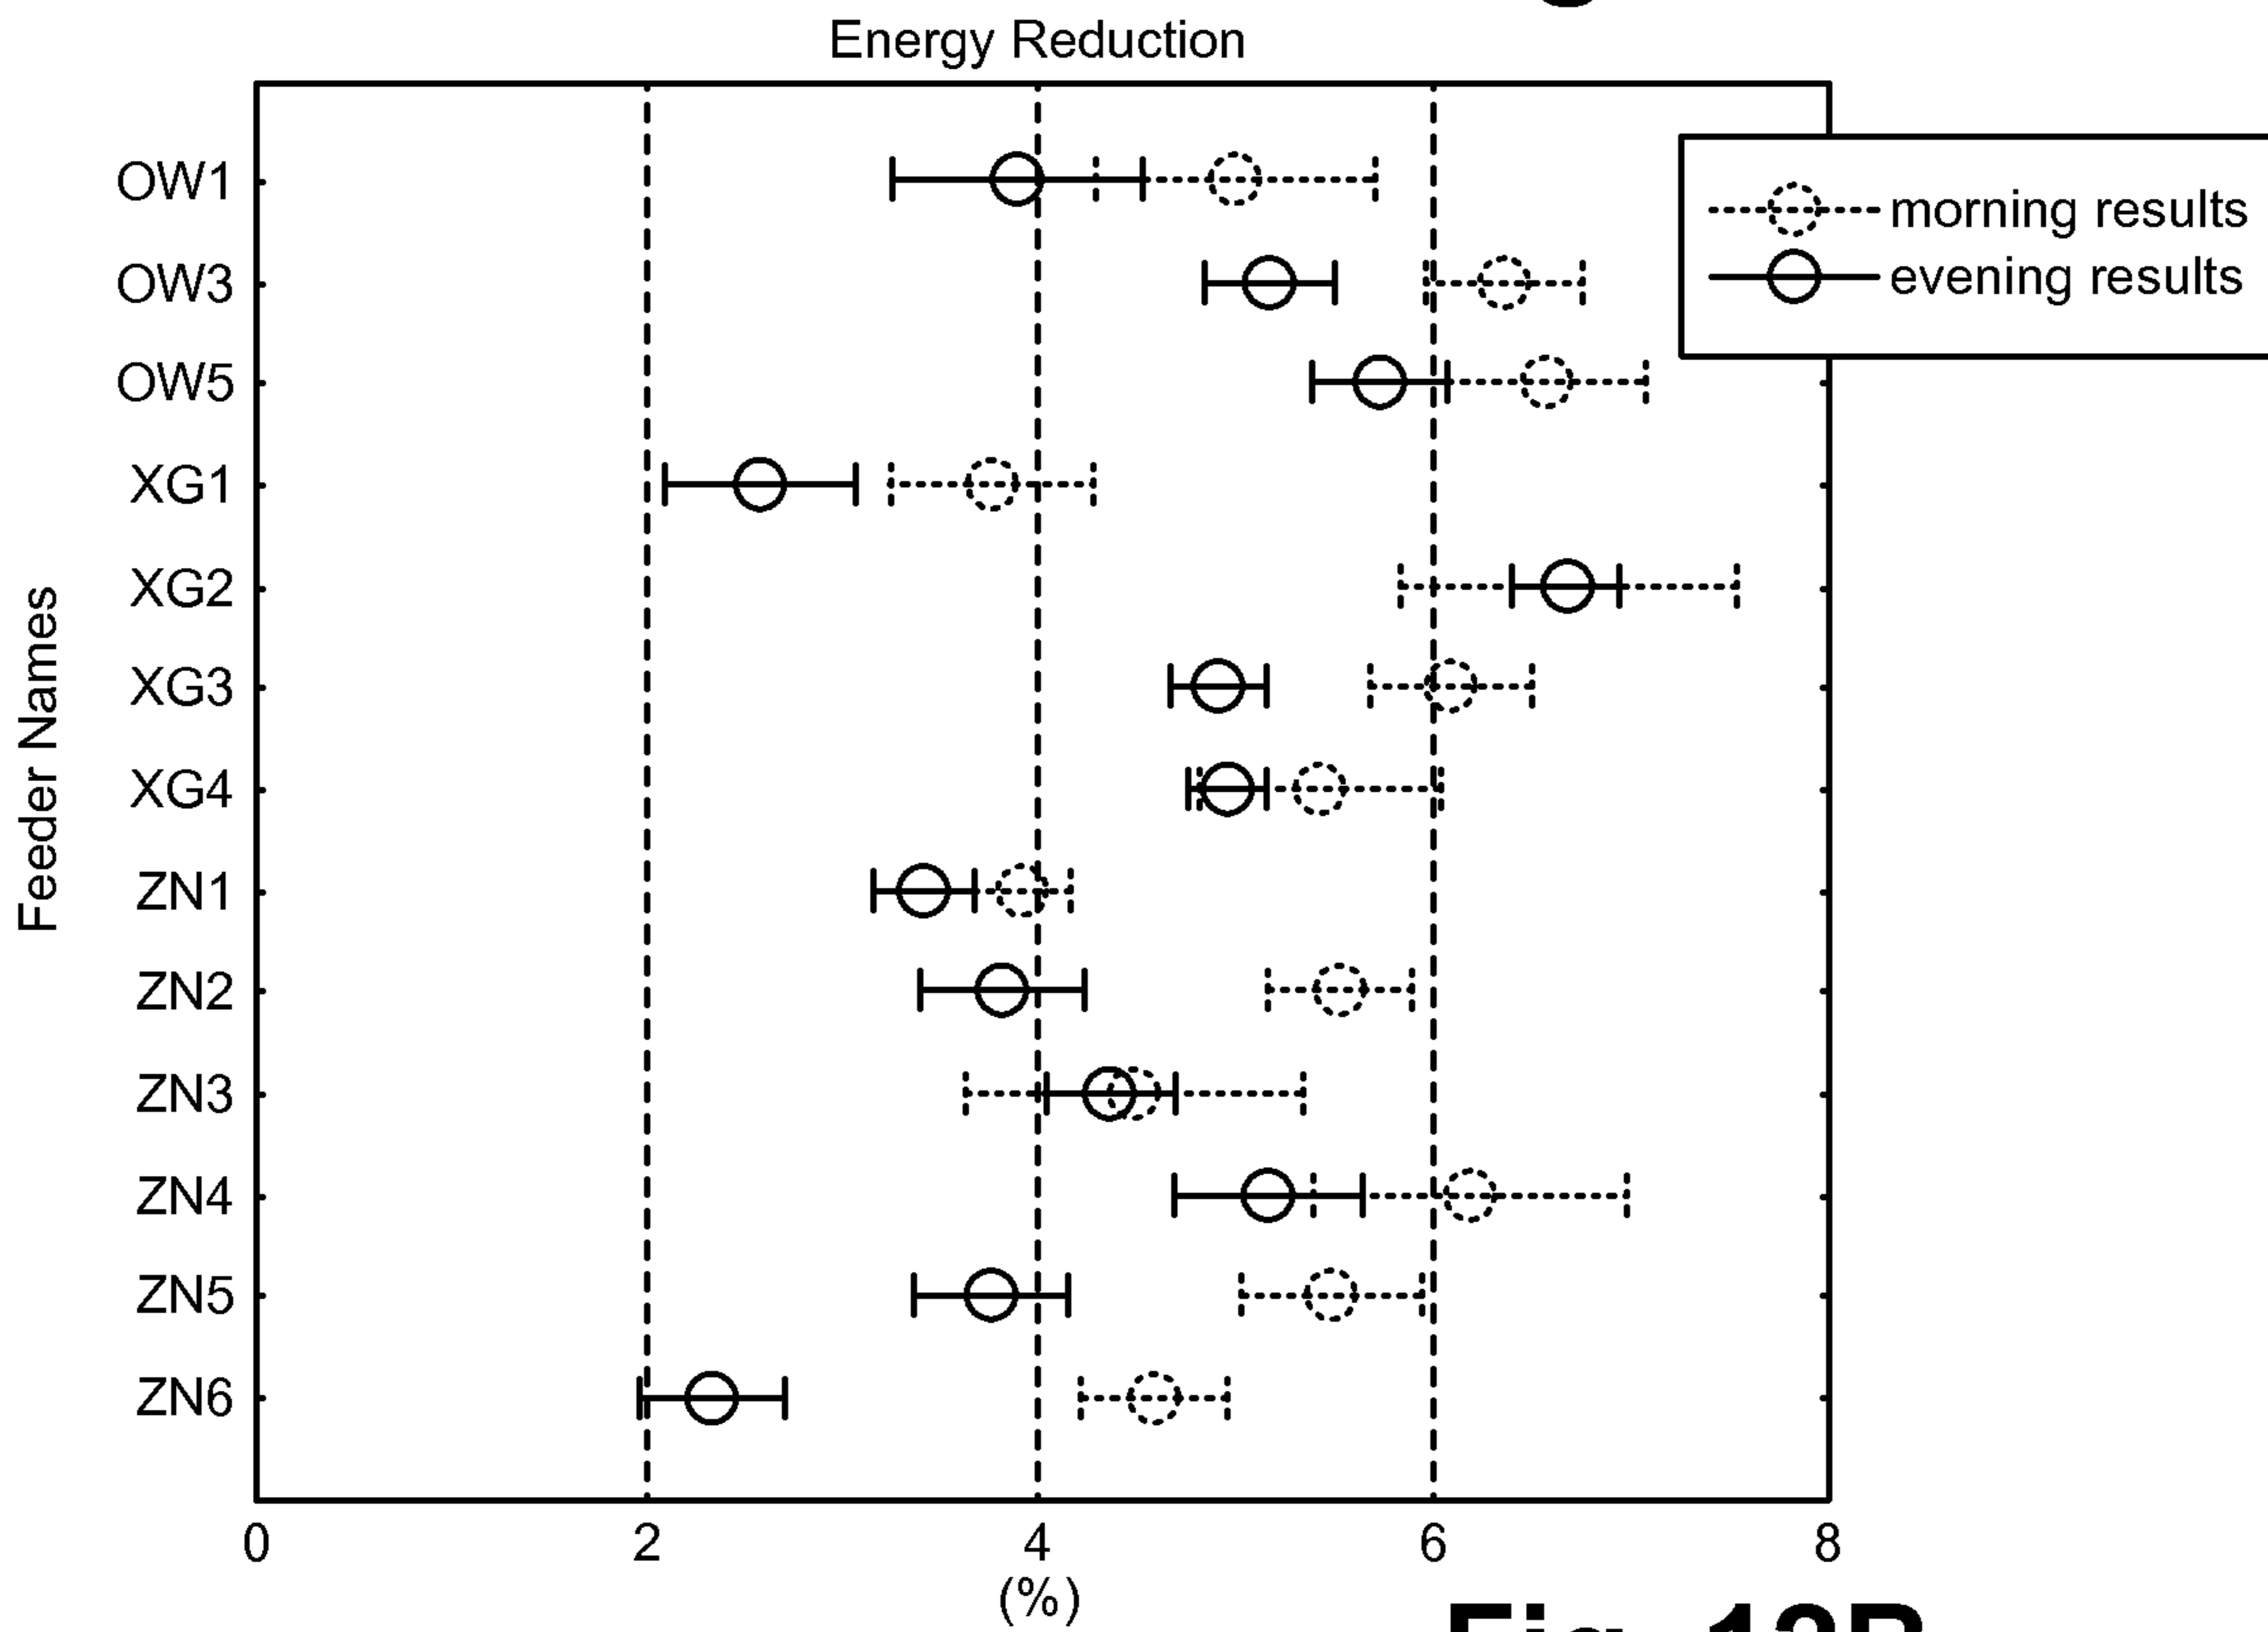 Energy Reduction
OW1
OW3
OW5
XG1
XG2
XG3
XG4
ZN1
ZN2
ZN3
ZN4
ZN5
ZN6
Feeder Names
morning results
evening results
0 2 4 6 8
(%)